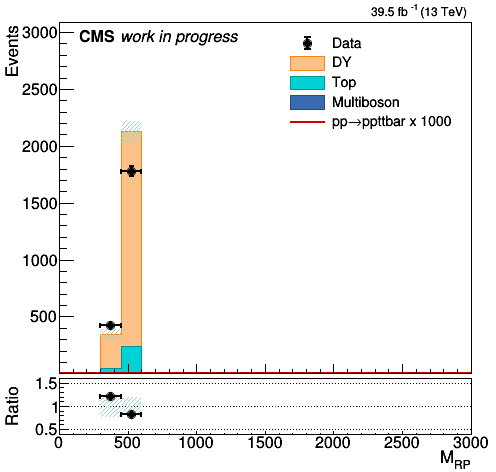 39.5 fb⁻¹ (13 TeV)
CMS work in progress
Events
3000
2500
2000
1500
1000
500
Data
DY
Top
Multiboson
pp→ppttbar x 1000
Ratio
1.5
1
0.5
0 500 1000 1500 2000 2500 3000
M_RP